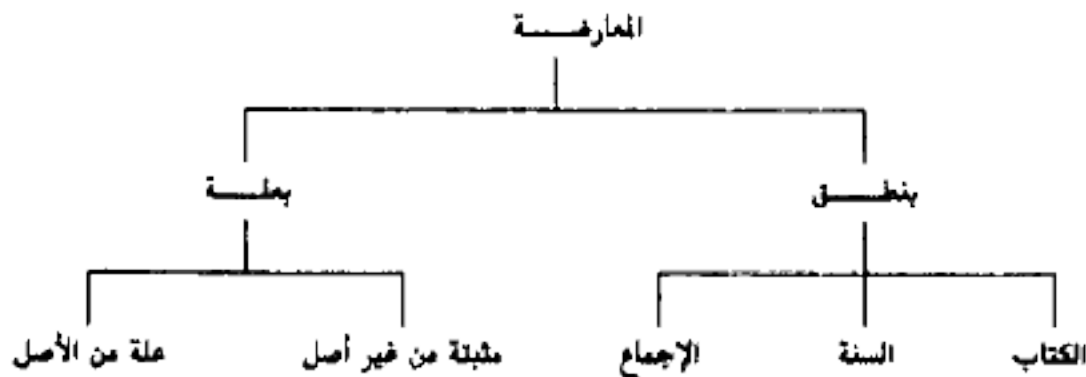 المعارضة
بنطق بعلة
الكتاب السنة الإجماع مثبتة من غير أصل علة من الأصل